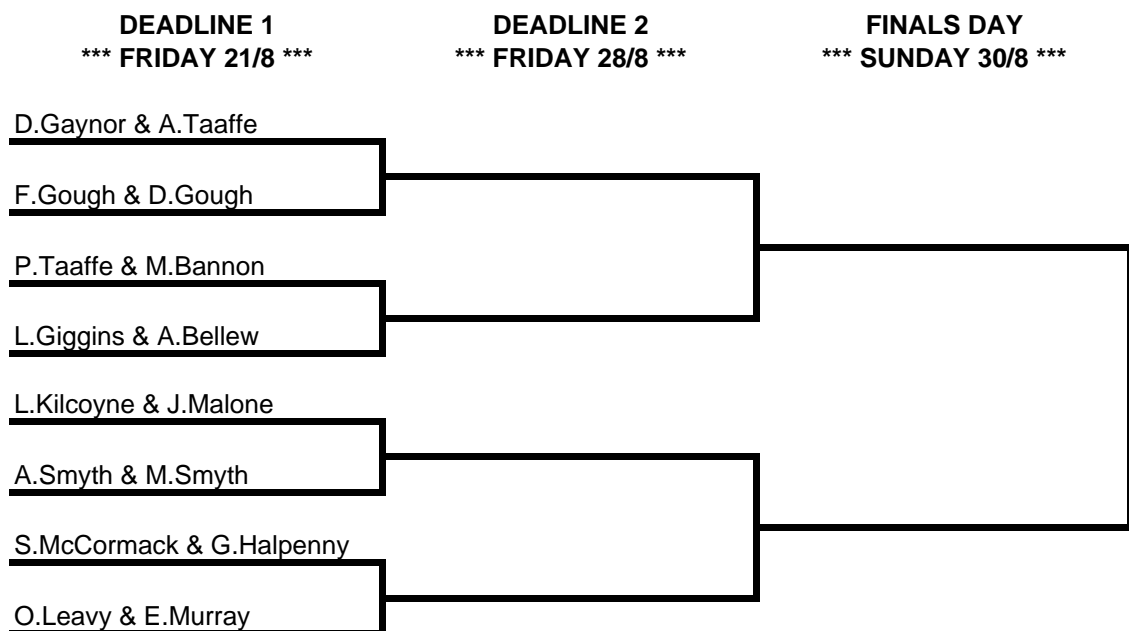 DEADLINE 1
*** FRIDAY 21/8 ***
DEADLINE 2
*** FRIDAY 28/8 ***
FINALS DAY
*** SUNDAY 30/8 ***
D.Gaynor & A.Taaffe
F.Gough & D.Gough
P.Taaffe & M.Bannon
L.Giggins & A.Bellew
L.Kilcoyne & J.Malone
A.Smyth & M.Smyth
S.McCormack & G.Halpenny
O.Leavy & E.Murray